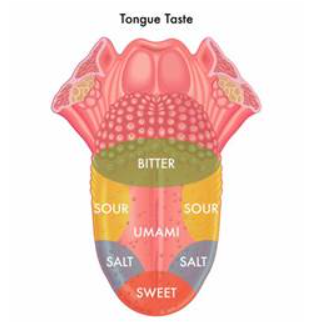 Tongue Taste
BITTER
SOUR SOUR
UMAMI
SALT SALT
SWEET